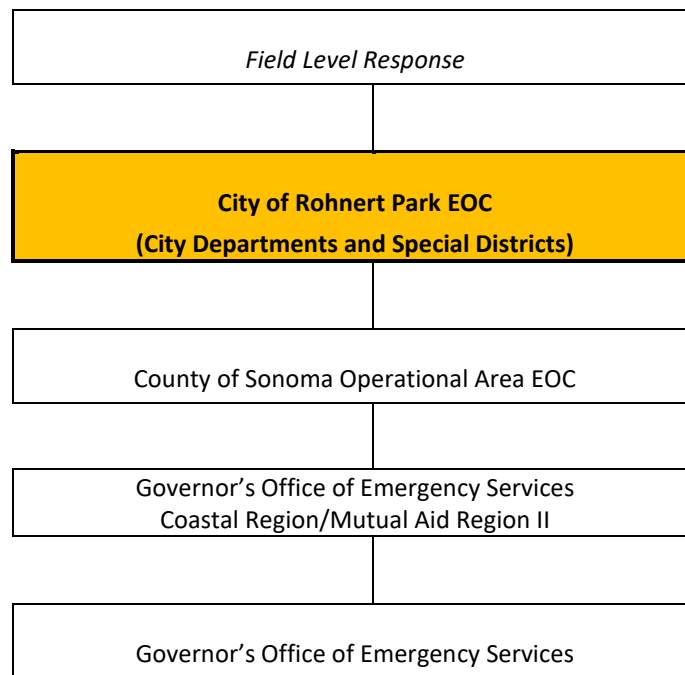 Field Level Response
City of Rohnert Park EOC
(City Departments and Special Districts)
County of Sonoma Operational Area EOC
Governor’s Office of Emergency Services
Coastal Region/Mutual Aid Region II
Governor’s Office of Emergency Services